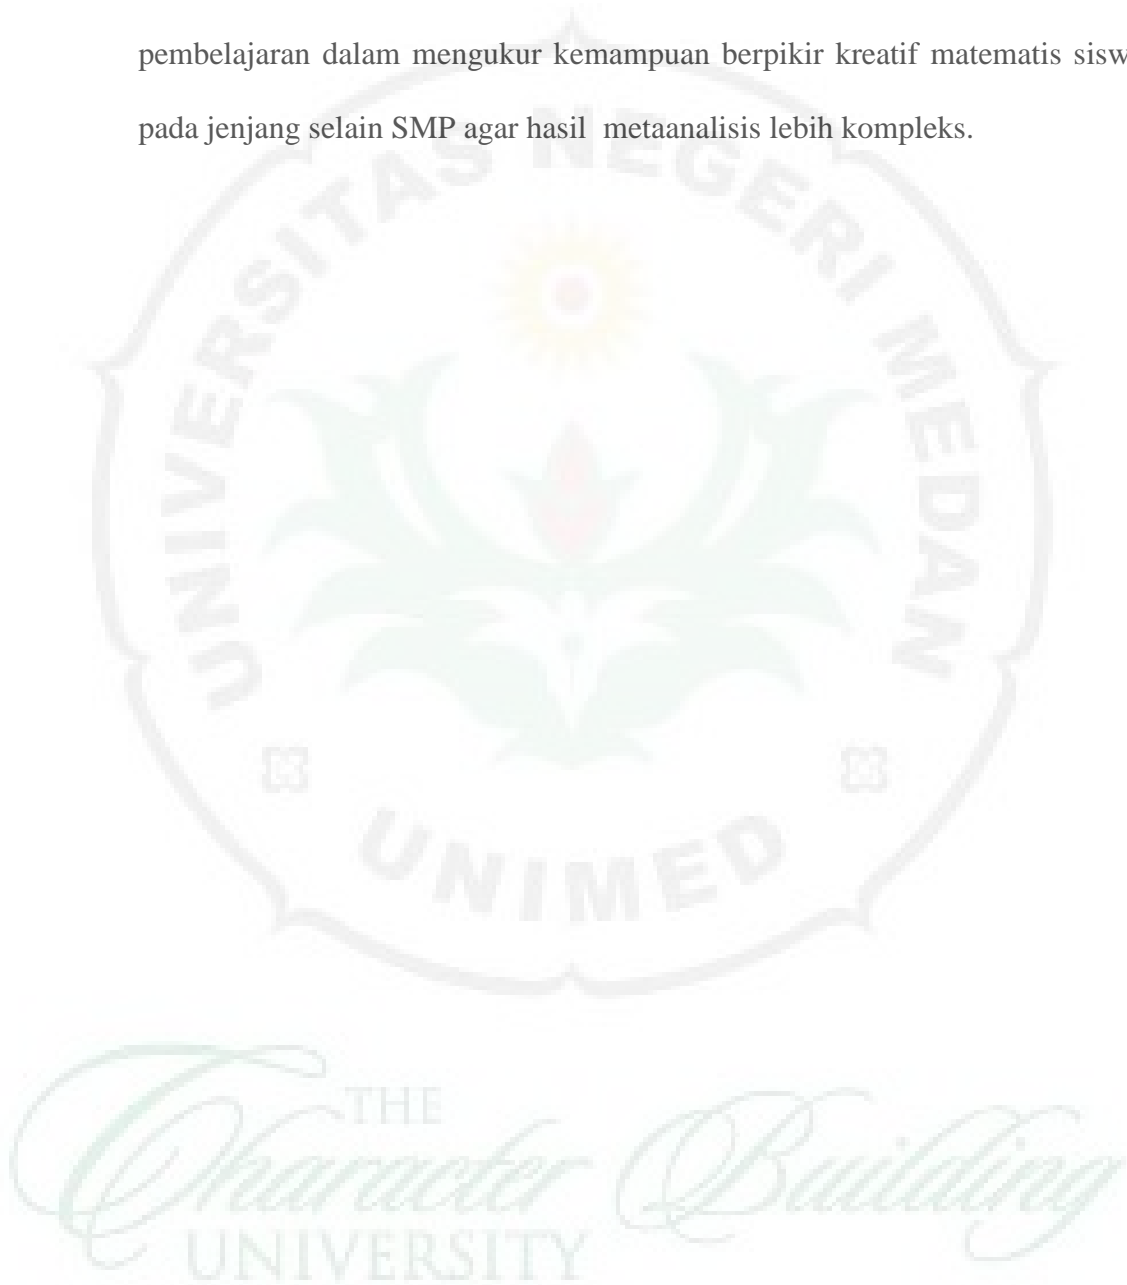 pembelajaran dalam mengukur kemampuan berpikir kreatif matematis sisw
pada jenjang selain SMP agar hasil metaanalisis lebih kompleks.
UNIVERSITAS NEGERI MEDAN
UNIMED
THE
Character Building
UNIVERSITY